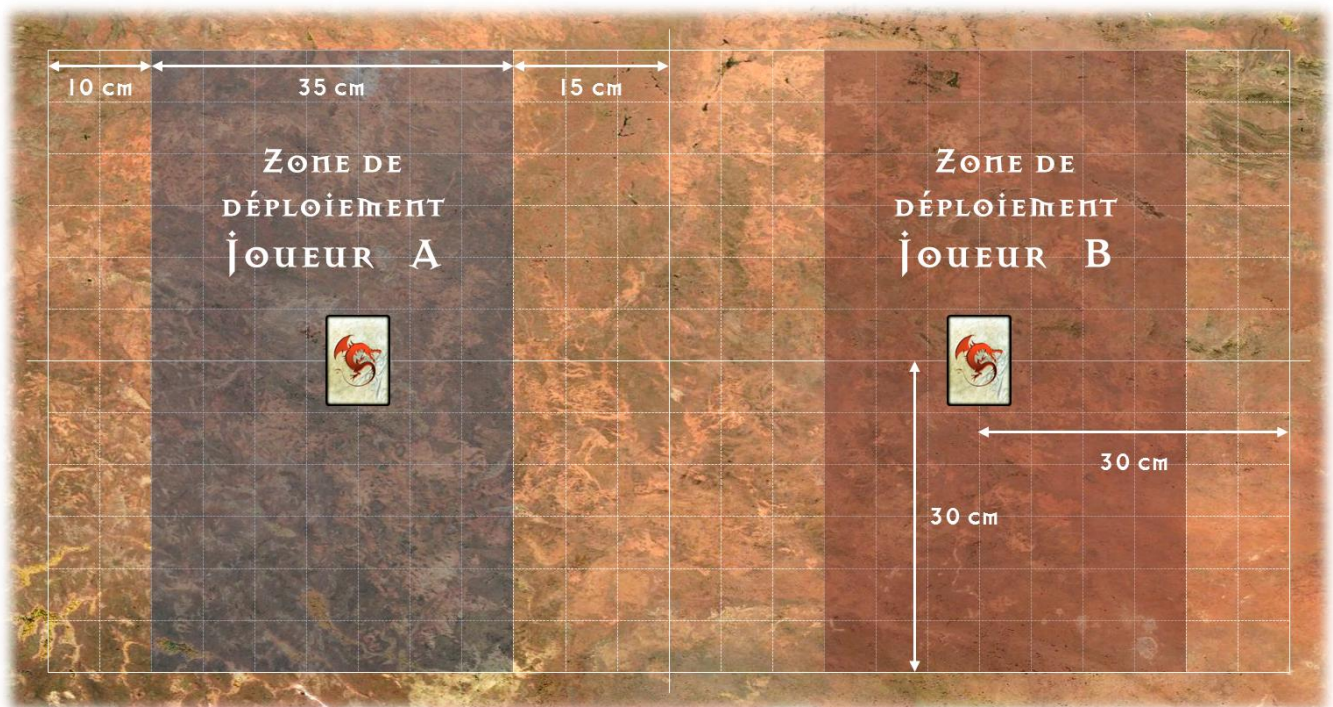 10 cm
35 cm
15 cm
Zone de
déploiement
Joueur A
Zone de
déploiement
Joueur B
30 cm
30 cm